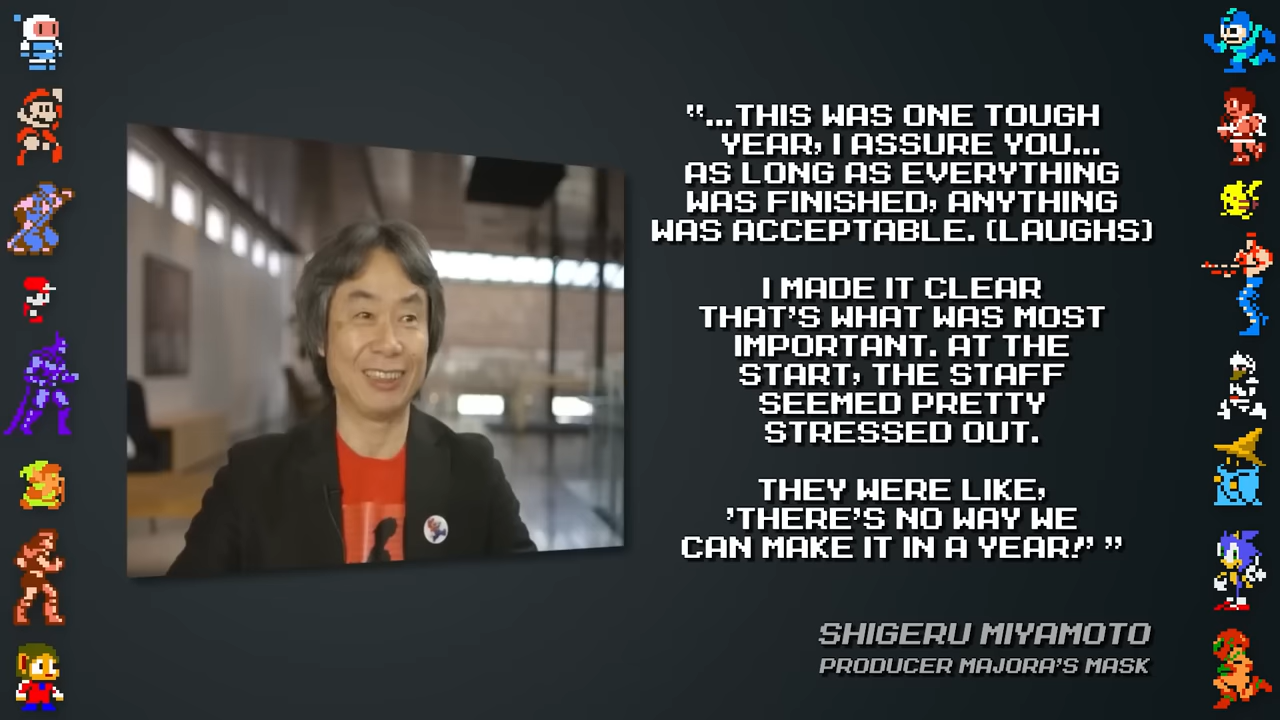 "...THIS WAS ONE TOUGH
YEAR, I ASSURE YOU...
AS LONG AS EVERYTHING
WAS FINISHED, ANYTHING
WAS ACCEPTABLE. (LAUGHS)
I MADE IT CLEAR
THAT'S WHAT WAS MOST
IMPORTANT. AT THE
START, THE STAFF
SEEMED PRETTY
STRESSED OUT.
THEY WERE LIKE,
'THERE'S NO WAY WE
CAN MAKE IT IN A YEAR!' "
SHIGERU MIYAMOTO
PRODUCER MAJORA'S MASK